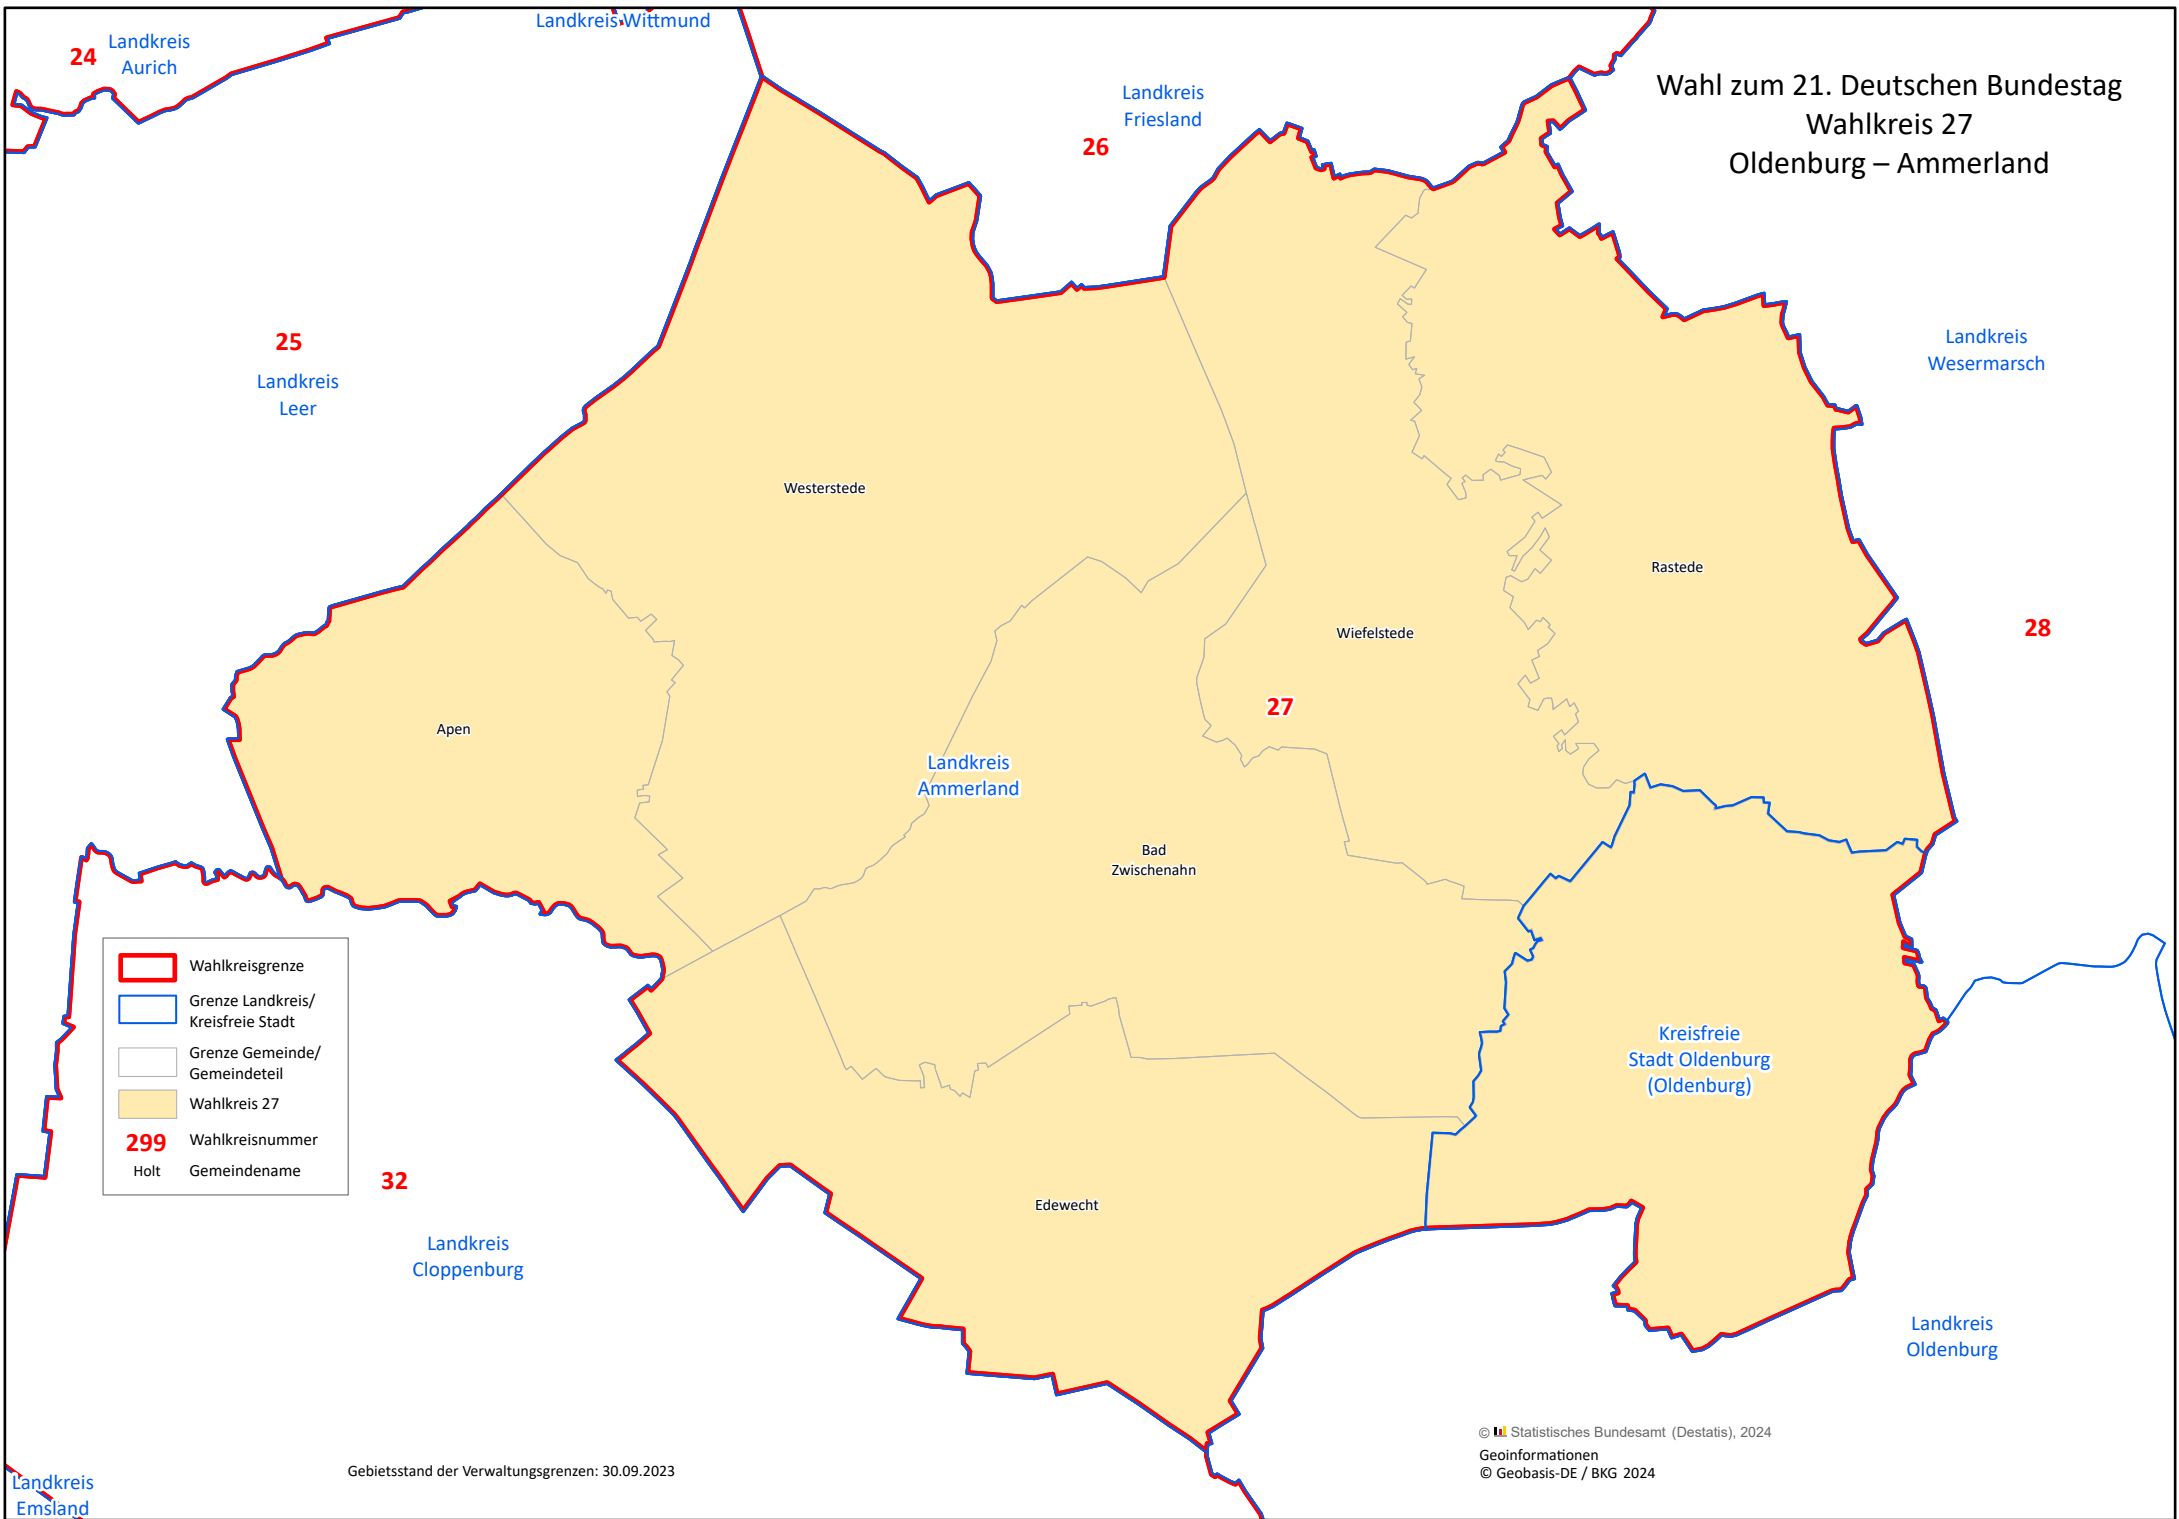 Wahl zum 21. Deutschen Bundestag
Wahlkreis 27
Oldenburg – Ammerland
24
Landkreis
Aurich
Landkreis Wittmund
Landkreis
Friesland
26
25
Landkreis
Leer
Landkreis
Wesermarsch
Westerstede
Rastede
Wiefelstede
28
27
Apen
Landkreis
Ammerland
Bad
Zwischenahn
Kreisfreie
Stadt Oldenburg
(Oldenburg)
Wahlkreisgrenze
Grenze Landkreis/
Kreisfreie Stadt
Grenze Gemeinde/
Gemeindeteil
Wahlkreis 27
299 Wahlkreisnummer
Holt Gemeindename
32
Landkreis
Cloppenburg
Edewecht
Landkreis
Oldenburg
Landkreis
Emsland
Gebietsstand der Verwaltungsgrenzen: 30.09.2023
© Statistisches Bundesamt (Destatis), 2024
Geoinformationen
© Geobasis-DE / BKG 2024